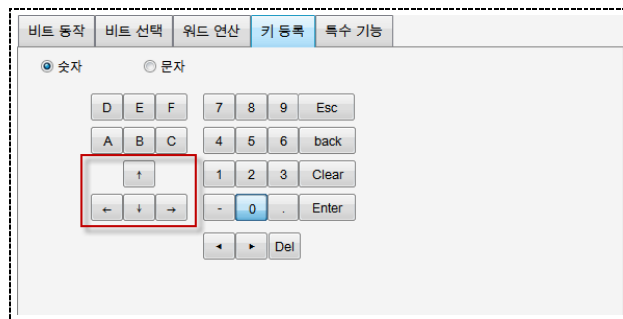 비트 동작 비트 선택 워드 연산 키 등록 특수 기능
숫자 문자
D E F 7 8 9 Esc
A B C 4 5 6 back
↑ 1 2 3 Clear
← ↓ → - 0 . Enter
◄ ► Del